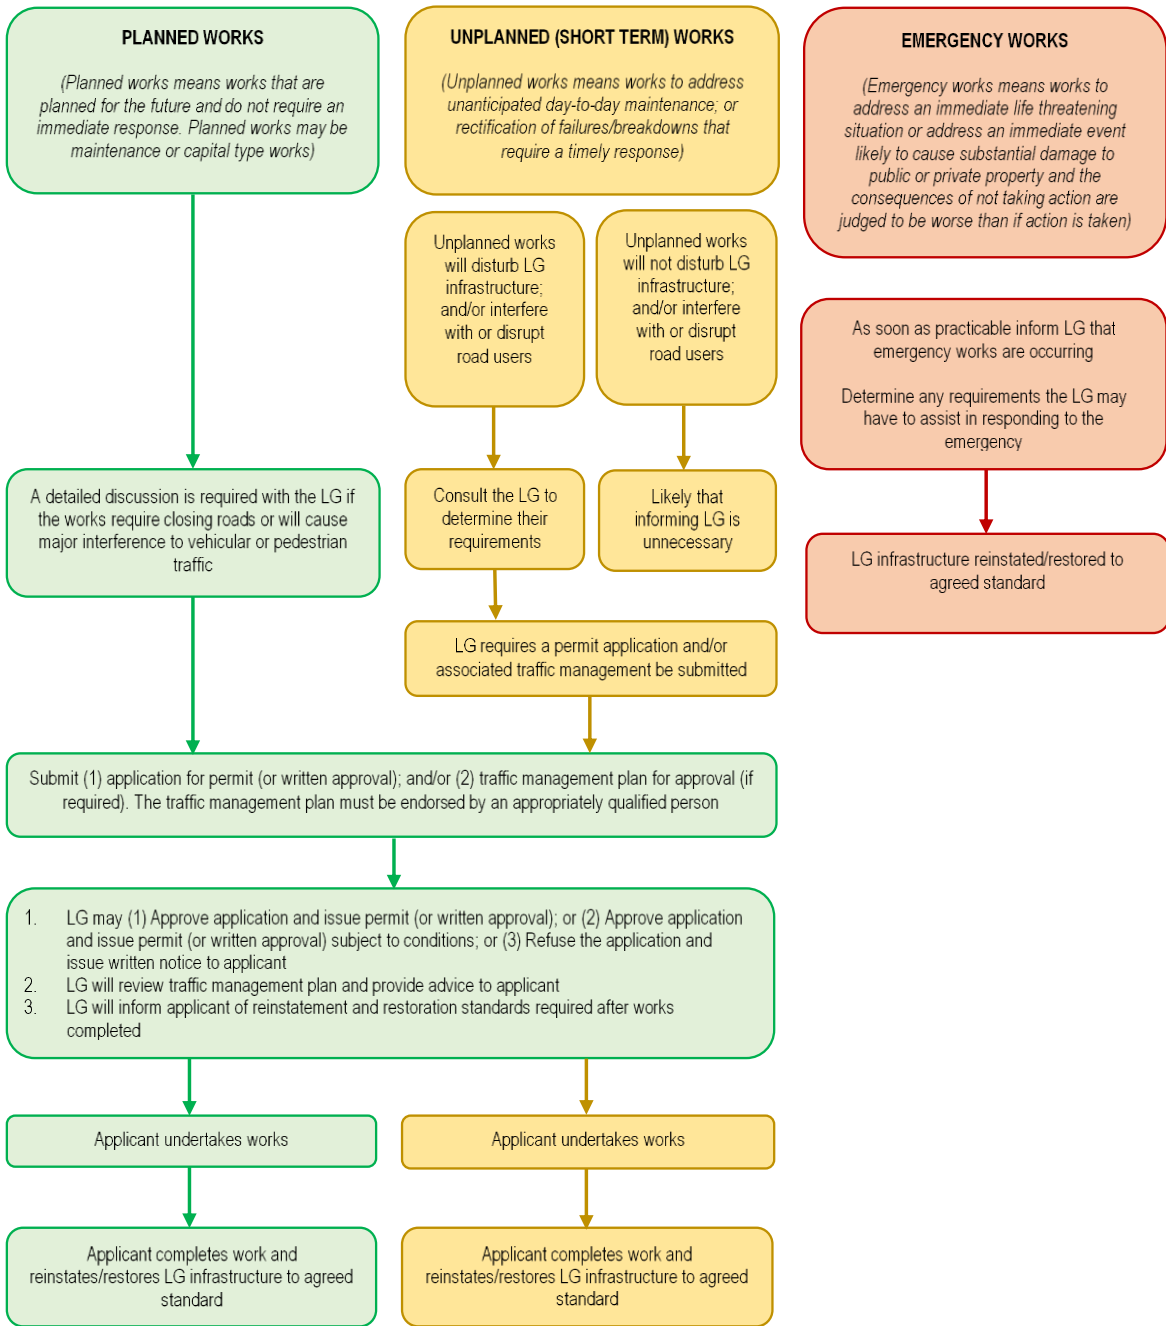 PLANNED WORKS
(Planned works means works that are
planned for the future and do not require an
immediate response. Planned works may be
maintenance or capital type works)
UNPLANNED (SHORT TERM) WORKS
(Unplanned works means works to address
unanticipated day-to-day maintenance; or
rectification of failures/breakdowns that
require a timely response)
EMERGENCY WORKS
(Emergency works means works to
address an immediate life threatening
situation or address an immediate event
likely to cause substantial damage to
public or private property and the
consequences of not taking action are
judged to be worse than if action is taken)
Unplanned works
will disturb LG
infrastructure;
and/or interfere
with or disrupt
road users
Unplanned works
will not disturb LG
infrastructure;
and/or interfere
with or disrupt
road users
As soon as practicable inform LG that
emergency works are occurring
Determine any requirements the LG may
have to assist in responding to the
emergency
A detailed discussion is required with the LG if
the works require closing roads or will cause
major interference to vehicular or pedestrian
traffic
Consult the LG to
determine their
requirements
Likely that
informing LG is
unnecessary
LG infrastructure reinstated/restored to
agreed standard
LG requires a permit application and/or
associated traffic management be submitted
Submit (1) application for permit (or written approval); and/or (2) traffic management plan for approval (if
required). The traffic management plan must be endorsed by an appropriately qualified person
1. LG may (1) Approve application and issue permit (or written approval); or (2) Approve application
and issue permit (or written approval) subject to conditions; or (3) Refuse the application and
issue written notice to applicant
2. LG will review traffic management plan and provide advice to applicant
3. LG will inform applicant of reinstatement and restoration standards required after works
completed
Applicant undertakes works
Applicant undertakes works
Applicant completes work and
reinstates/restores LG infrastructure to agreed
standard
Applicant completes work and
reinstates/restores LG infrastructure to agreed
standard